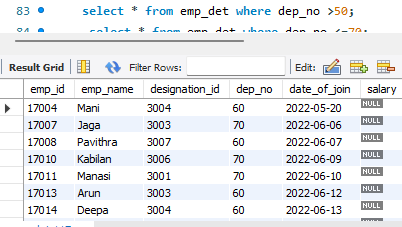 83 select * from emp_det where dep_no >50;
84 select * from emp_det where dep_no <=70;
Result Grid Filter Rows: Edit:
emp_id emp_name designation_id dep_no date_of_join salary
17004 Mani 3004 60 2022-05-20 NULL
17007 Jaga 3003 70 2022-06-06 NULL
17008 Pavithra 3007 60 2022-06-07 NULL
17010 Kabilan 3006 70 2022-06-09 NULL
17011 Manasi 3001 70 2022-06-10 NULL
17013 Arun 3003 60 2022-06-12 NULL
17014 Deepa 3004 60 2022-06-13 NULL